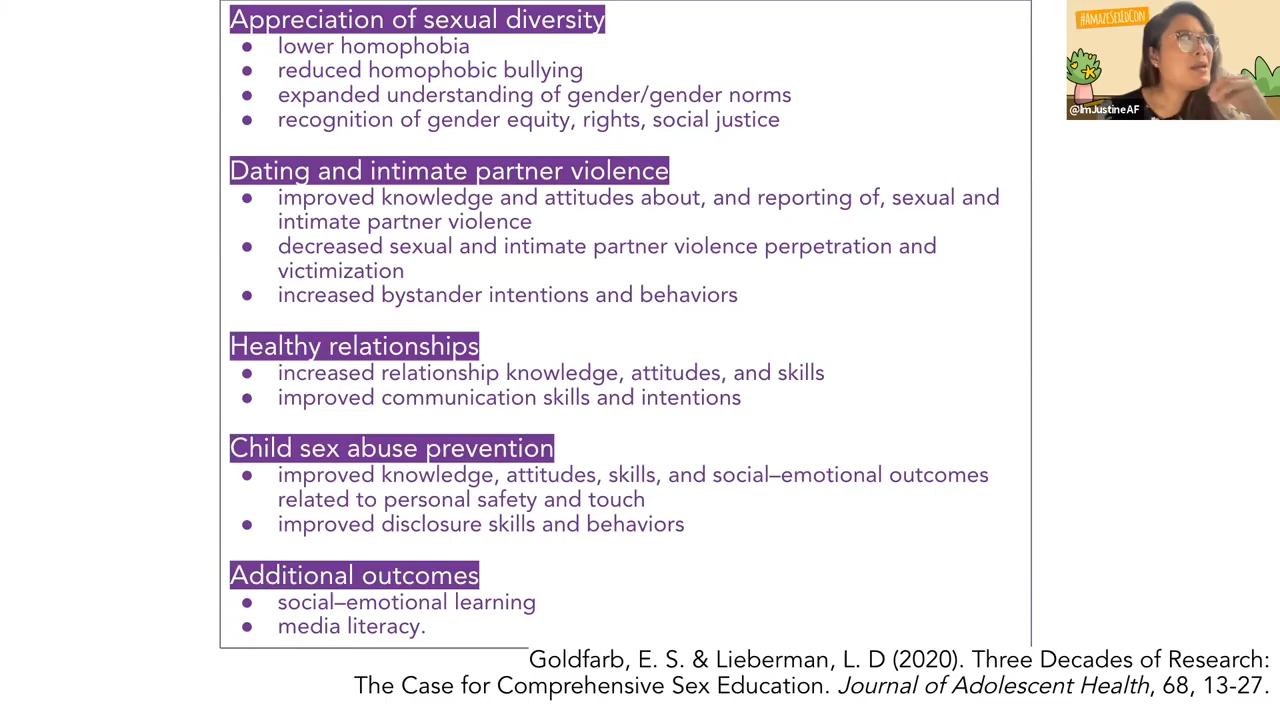 Appreciation of sexual diversity
● lower homophobia
● reduced homophobic bullying
● expanded understanding of gender/gender norms
● recognition of gender equity, rights, social justice
Dating and intimate partner violence
● improved knowledge and attitudes about, and reporting of, sexual and
intimate partner violence
● decreased sexual and intimate partner violence perpetration and
victimization
● increased bystander intentions and behaviors
Healthy relationships
● increased relationship knowledge, attitudes, and skills
● improved communication skills and intentions
Child sex abuse prevention
● improved knowledge, attitudes, skills, and social–emotional outcomes
related to personal safety and touch
● improved disclosure skills and behaviors
Additional outcomes
● social–emotional learning
● media literacy.
Goldfarb, E. S. & Lieberman, L. D (2020). Three Decades of Research:
The Case for Comprehensive Sex Education. Journal of Adolescent Health, 68, 13-27.
#AMAZESEXEDCON
@ImJustineAF